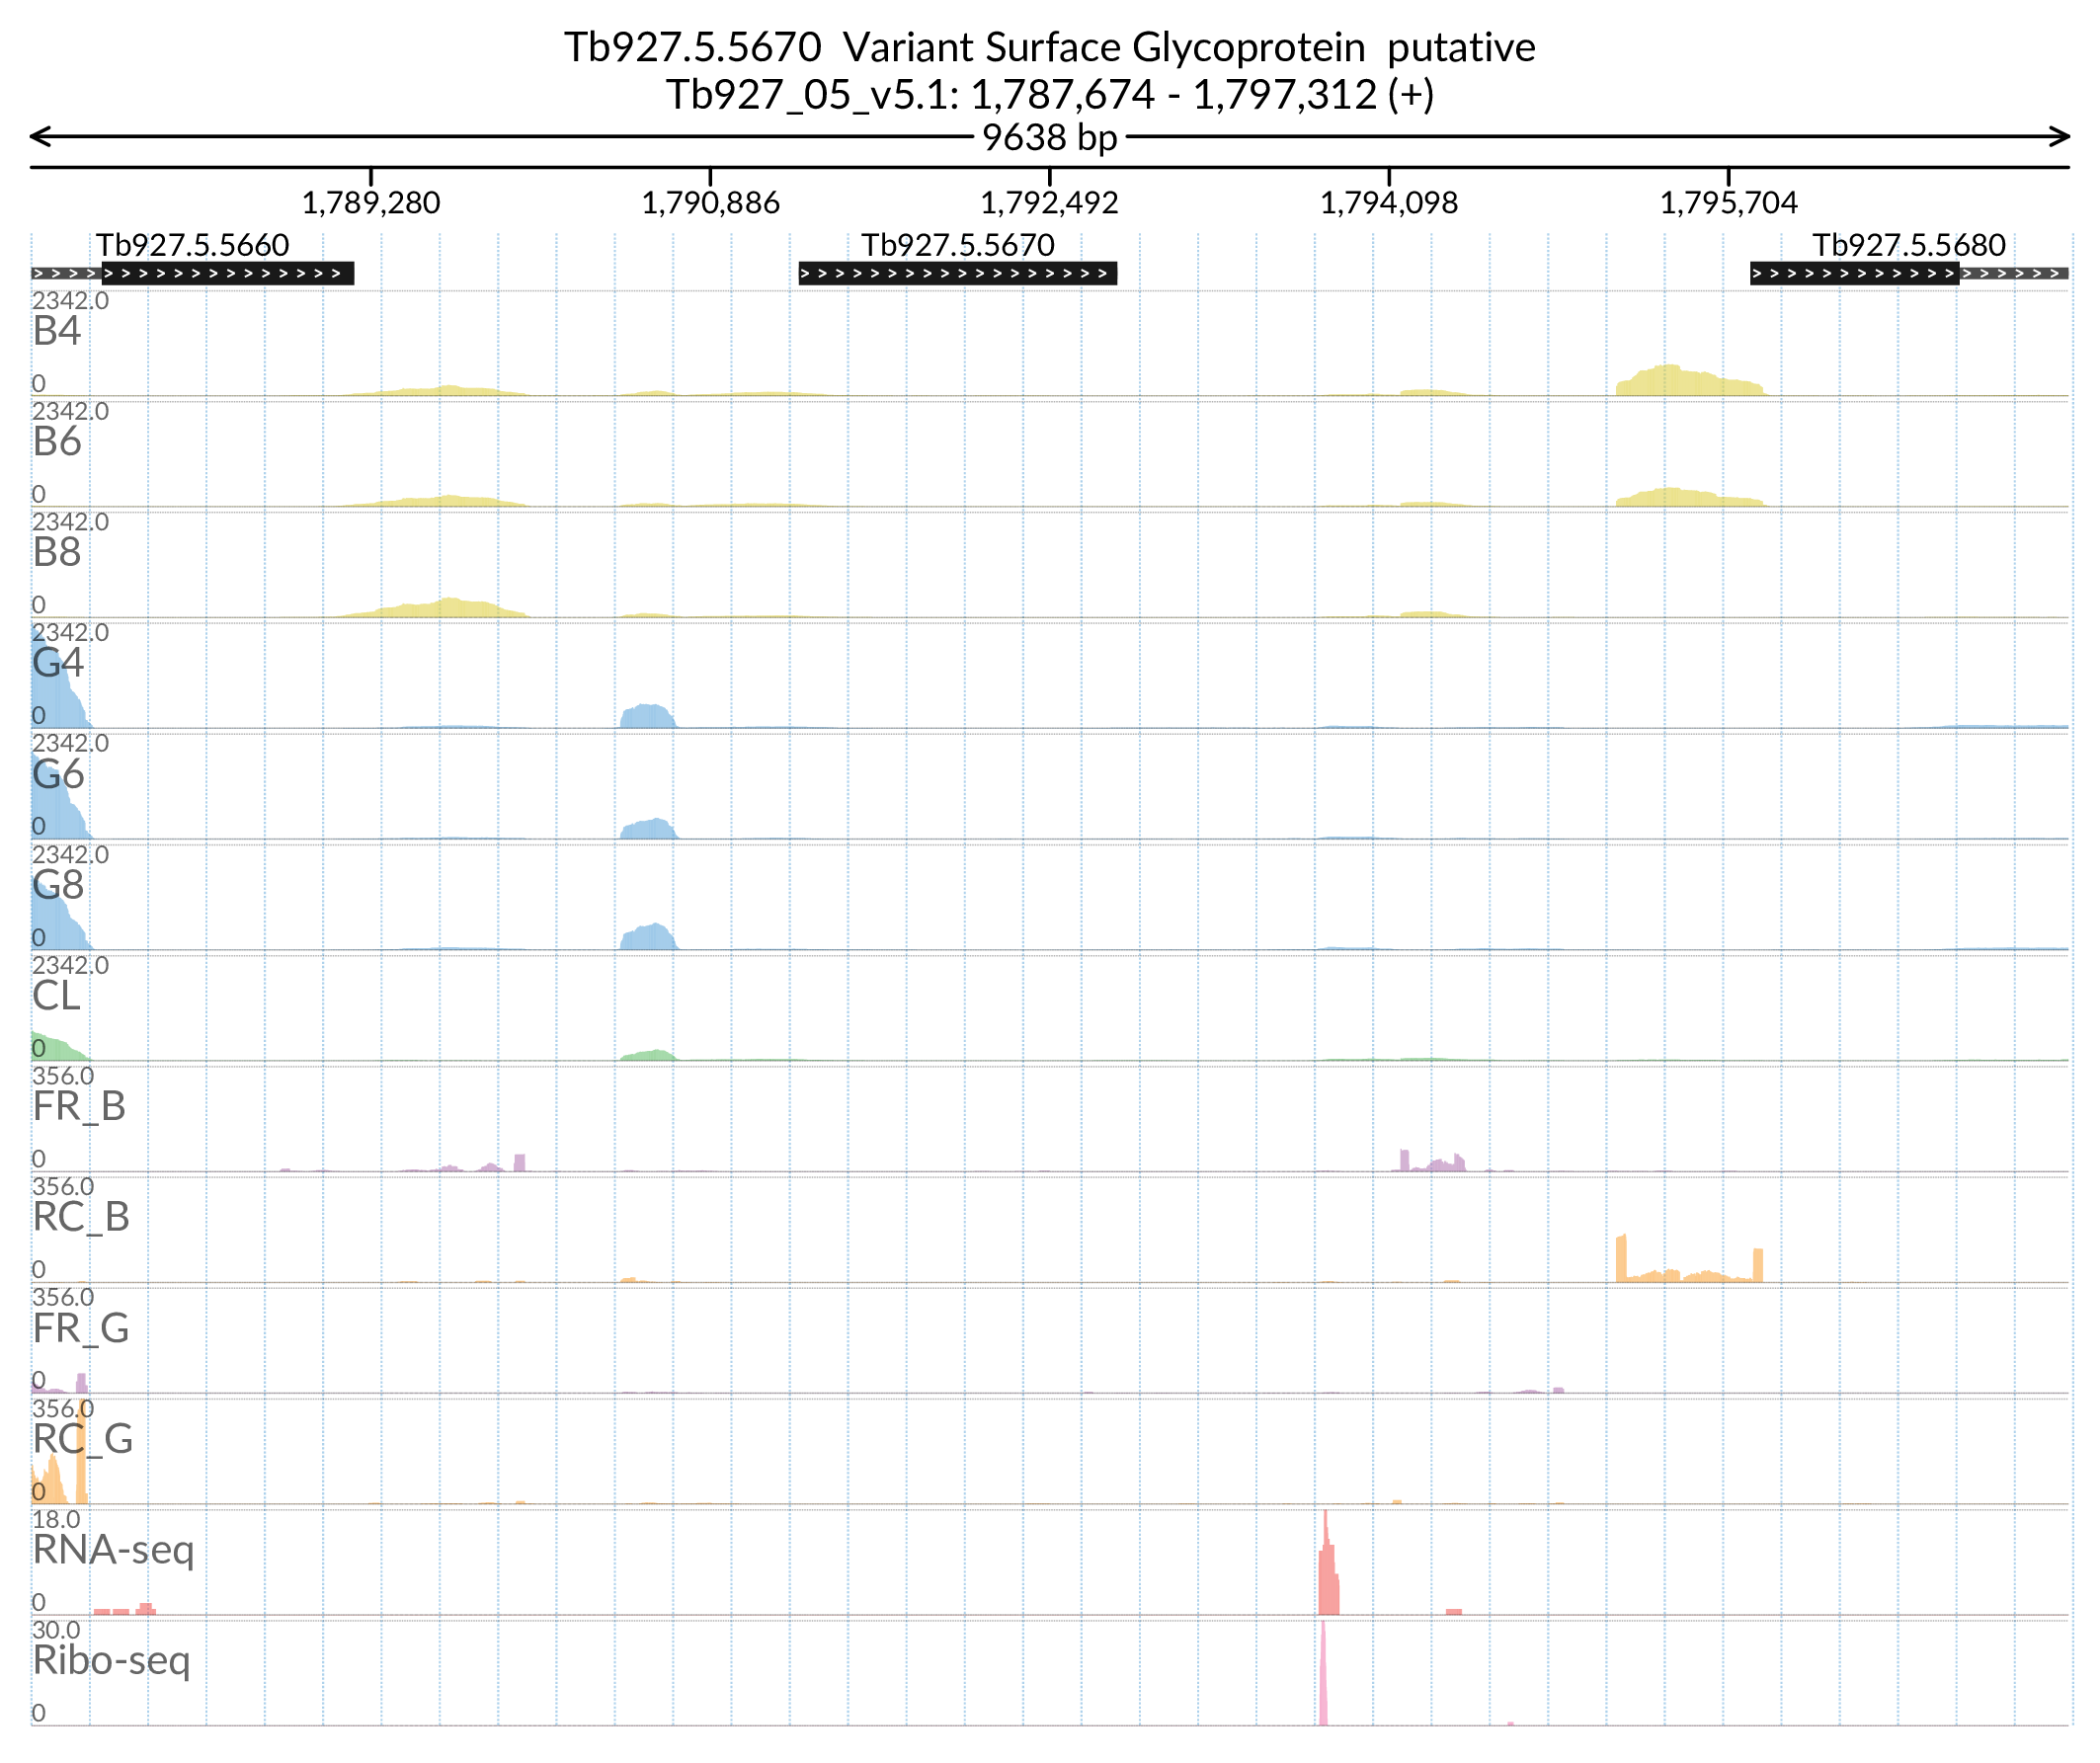 Tb927.5.5670  Variant Surface Glycoprotein  putative
Tb927_05_v5.1: 1,787,674 - 1,797,312 (+)
9638 bp
1,789,280 1,790,886 1,792,492 1,794,098 1,795,704
Tb927.5.5660 Tb927.5.5670 Tb927.5.5680
2342.0
B4
0
2342.0
B6
0
2342.0
B8
0
2342.0
G4
0
2342.0
G6
0
2342.0
G8
0
2342.0
CL
0
356.0
FR_B
0
356.0
RC_B
0
356.0
FR_G
0
356.0
RC_G
0
18.0
RNA-seq
0
30.0
Ribo-seq
0